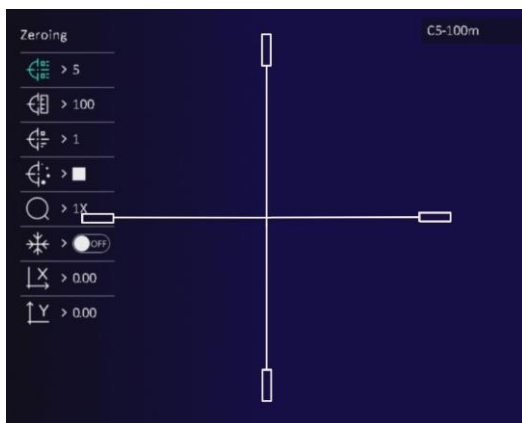 Zeroing
C5-100m
> 5
> 100
> 1
>
> 1X
> OFF
X > 0.00
Y > 0.00